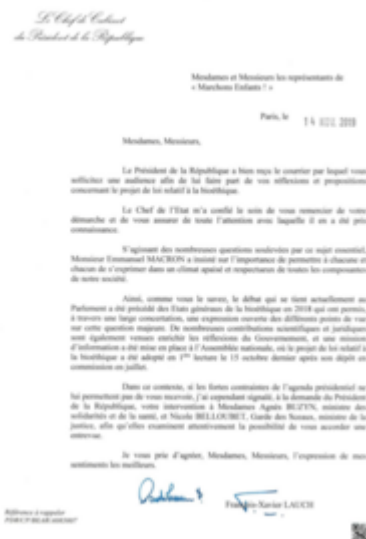 Le Chef de Cabinet
du Président de la République
Mesdames et Messieurs les représentants de
« Marchons Enfants ! »
Paris, le 14 2019
Mesdames, Messieurs,
Le Président de la République a bien reçu le courrier par lequel vous
sollicitez une audience afin de lui faire part de vos réflexions et propositions
concernant le projet de loi relatif à la bioéthique.
Le Chef de l'Etat m'a confié le soin de vous remercier de votre
démarche et de vous assurer de toute l'attention avec laquelle il en a été pris
connaissance.
S'agissant des nombreuses questions soulevées par ce sujet essentiel,
Monsieur Emmanuel MACRON a insisté sur l'importance de permettre à chacune et
chacun de s'exprimer dans un climat apaisé et respectueux de toutes les composantes
de notre société.
Ainsi, comme vous le savez, le débat qui se tient actuellement au
Parlement a été précédé des Etats généraux de la bioéthique en 2018 qui ont permis,
à travers une large concertation, une expression ouverte des différents points de vue
sur cette question majeure. De nombreuses contributions scientifiques et juridiques
sont également venues enrichir les réflexions du Gouvernement, et une mission
d'information a été mise en place à l'Assemblée nationale, où le projet de loi relatif à
la bioéthique a été adopté en 1ère lecture le 15 octobre dernier après son dépôt en
commission en juillet.
Dans ce contexte, si les fortes contraintes de l'agenda présidentiel ne
lui permettent pas de vous recevoir, j'ai cependant signalé, à la demande du Président
de la République, votre intervention à Mesdames Agnès BUZYN, ministre des
solidarités et de la santé, et Nicole BELLOUBET, Garde des Sceaux, ministre de la
justice, afin qu'elles examinent attentivement la possibilité de vous accorder une
entrevue.
Je vous prie d'agréer, Mesdames, Messieurs, l'expression de mes
sentiments les meilleurs.
François-Xavier LAUCH
Référence à rappeler